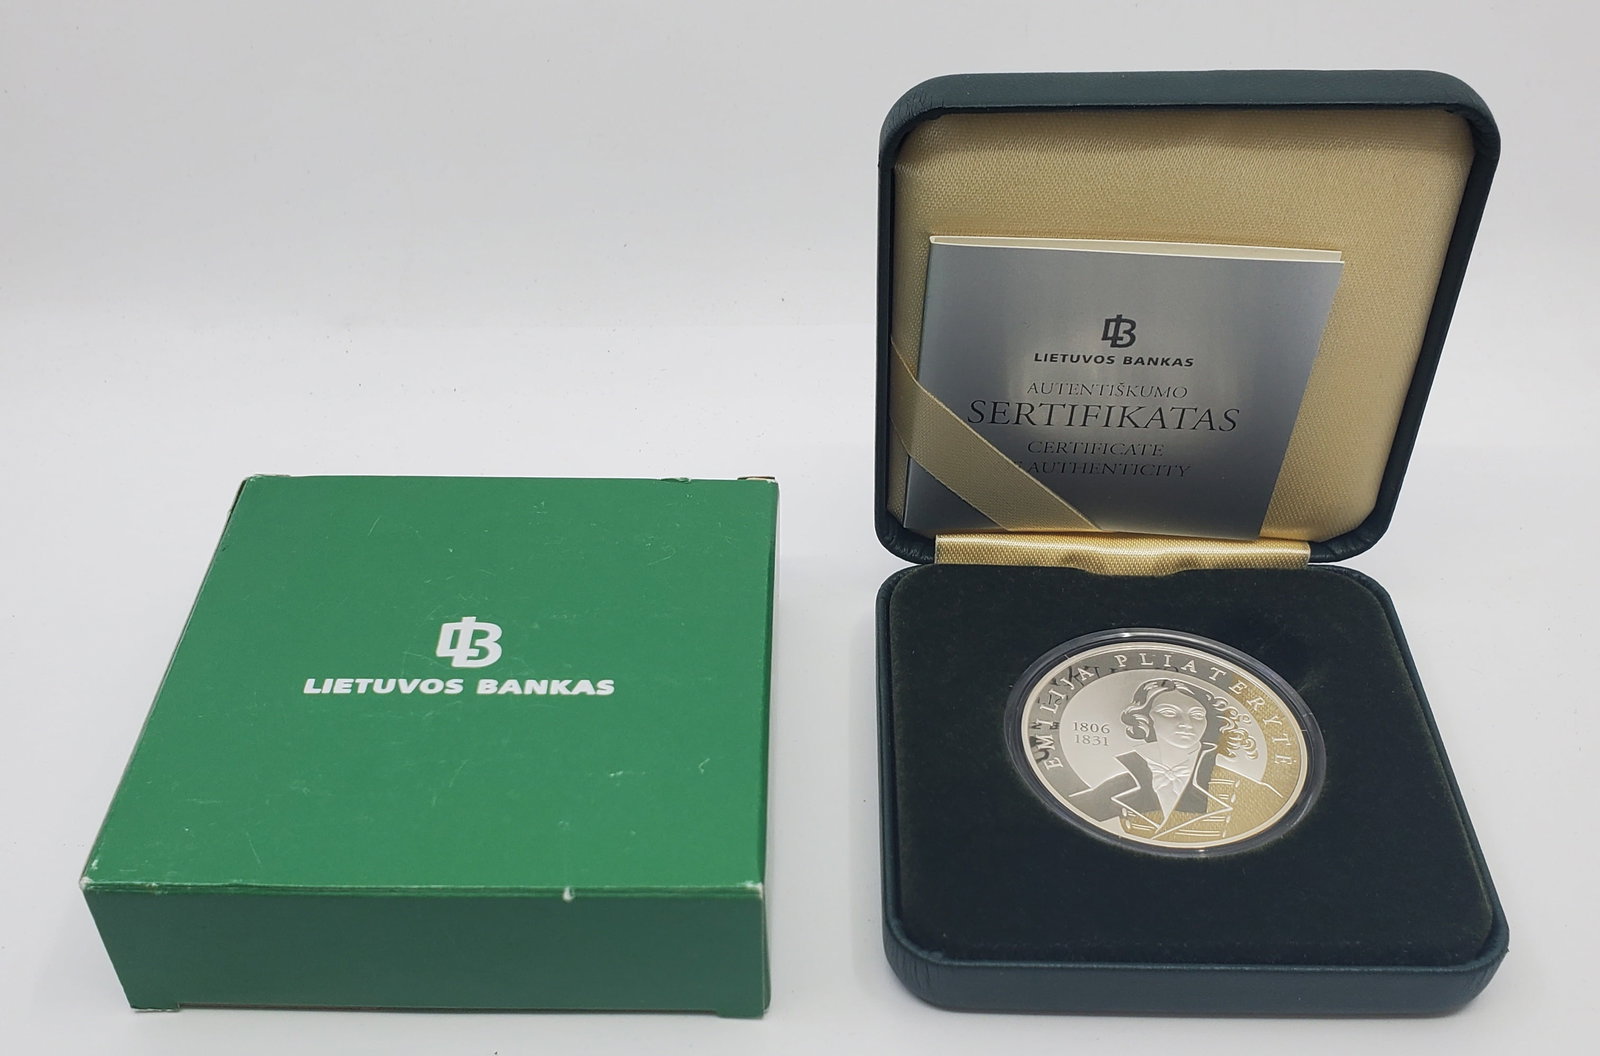 LIETUVOS BANKAS
LIETUVOS BANKAS
AUTENTIŠKUMO
SERTIFIKATAS
CERTIFICATE
AUTHENTICITY
EMILIJA PLIATERYTĖ
1806
1831